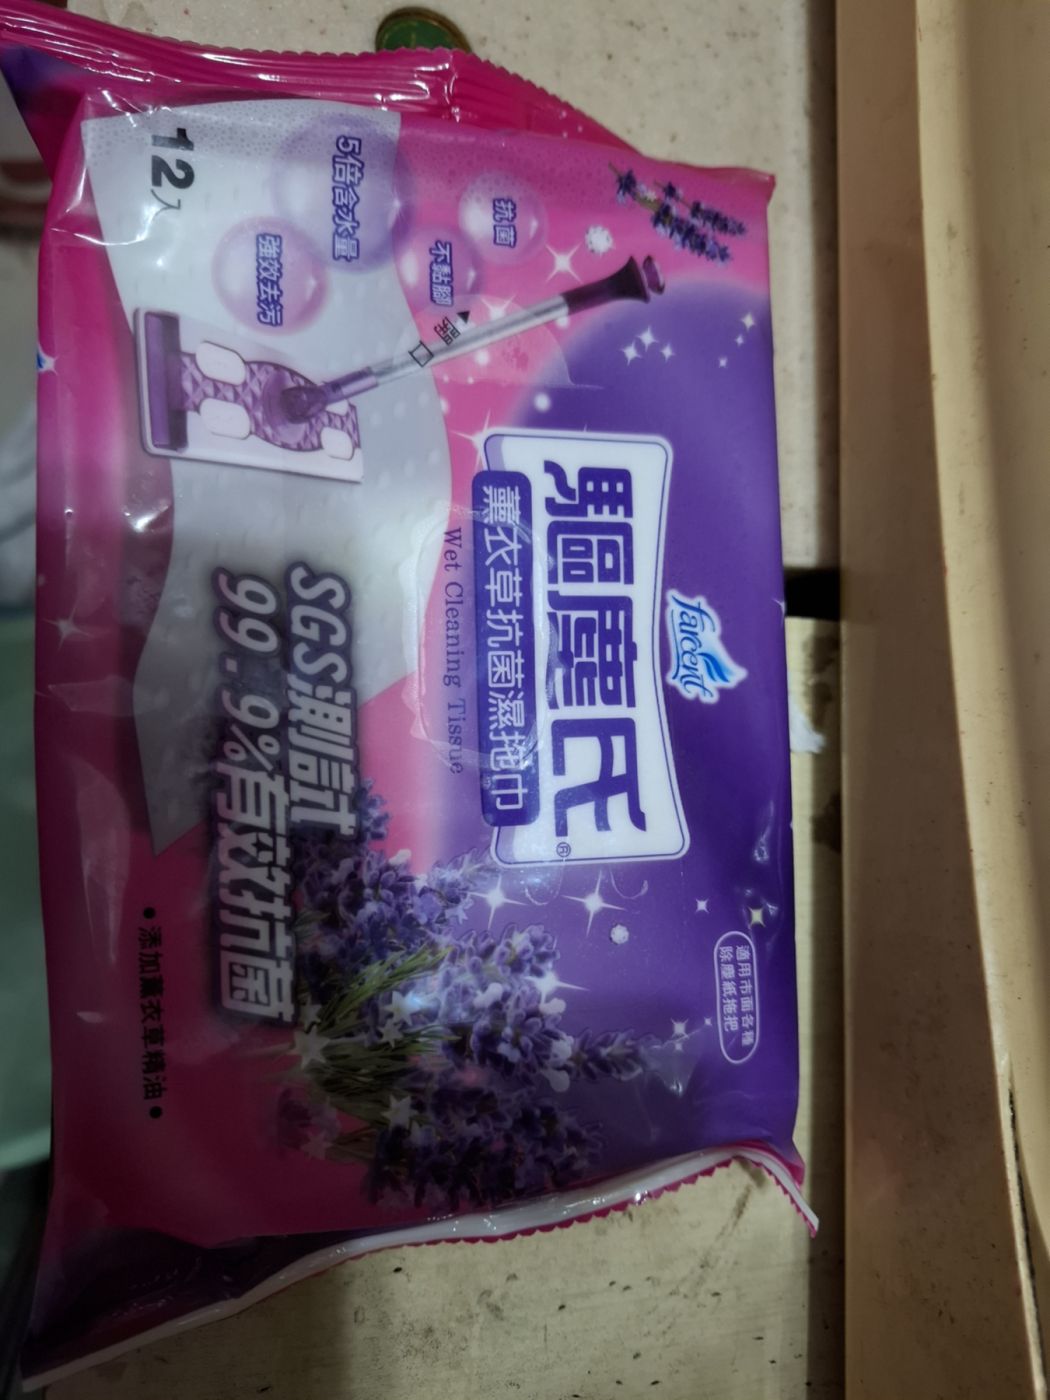 farcent
驅塵氏®
薰衣草抗菌濕拖巾
Wet Cleaning Tissue
適用市面各種
除塵紙拖把
抗菌
不黏膩
5倍含水量
強效去污
12入
開
SGS測試
99.9%有效抗菌
•添加薰衣草精油•